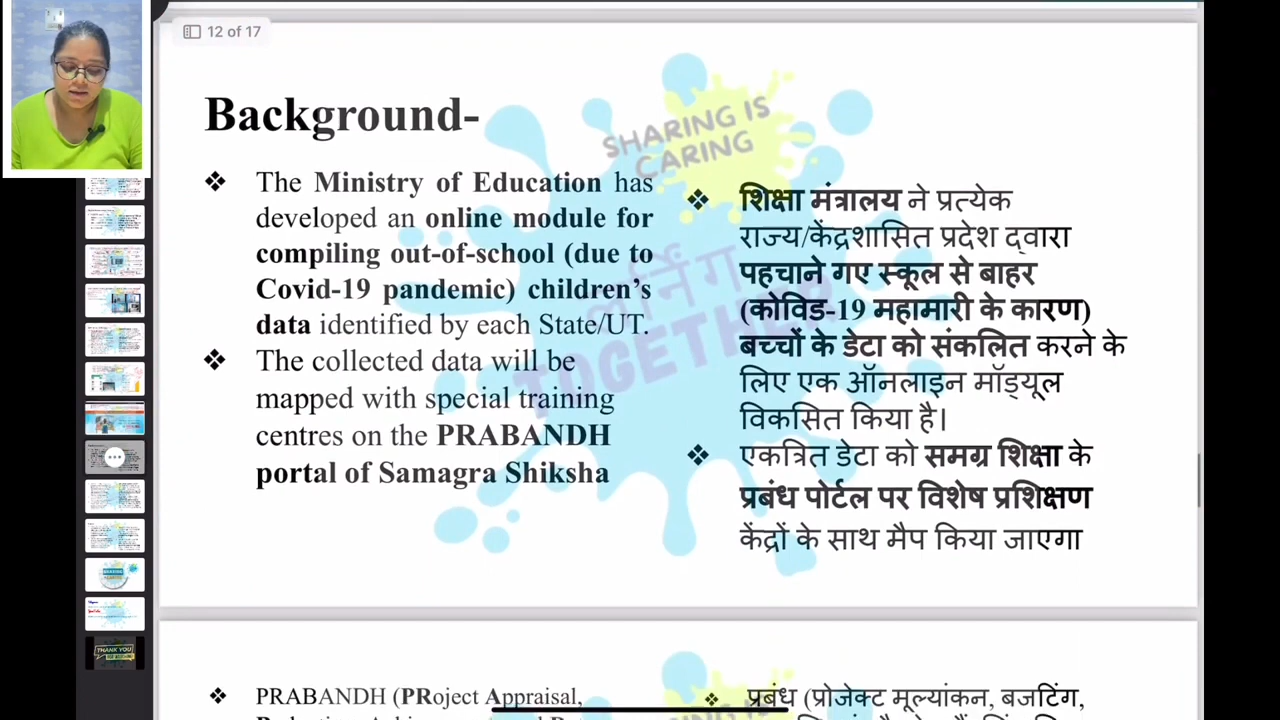 12 of 17
SHARING IS
CARING
TOGETHER
Background-
❖ The Ministry of Education has
developed an online module for
compiling out-of-school (due to
Covid-19 pandemic) children's
data identified by each State/UT.
❖ The collected data will be
mapped with special training
centres on the PRABANDH
portal of Samagra Shiksha
❖ शिक्षा मंत्रालय ने प्रत्येक
राज्य/केंद्रशासित प्रदेश द्वारा
पहचाने गए स्कूल से बाहर
(कोविड-19 महामारी के कारण)
बच्चों के डेटा को संकलित करने के
लिए एक ऑनलाइन मॉड्यूल
विकसित किया है।
❖ एकत्रित डेटा को समग्र शिक्षा के
प्रबंध पोर्टल पर विशेष प्रशिक्षण
केंद्रों के साथ मैप किया जाएगा
❖ PRABANDH (PRoject Appraisal,
❖ प्रबंध (प्रोजेक्ट मूल्यांकन, बजटिंग,
THANK YOU